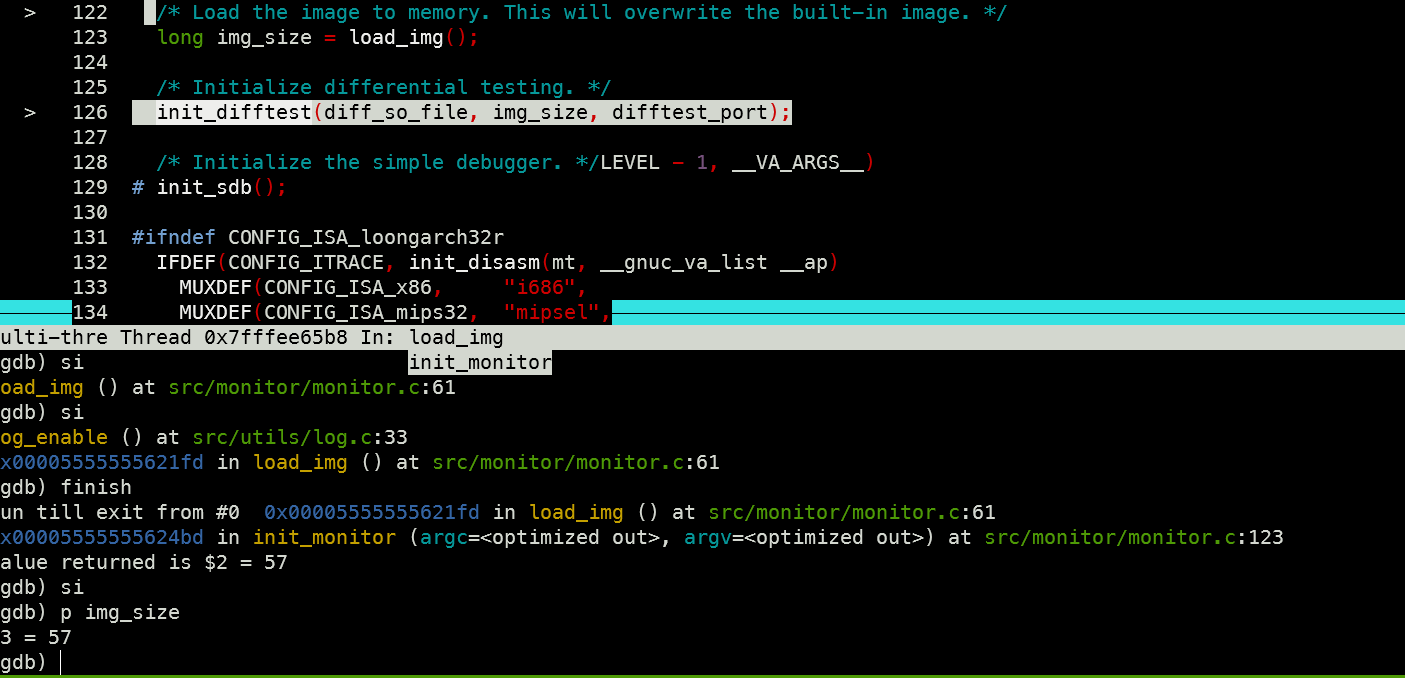 > 122 /* Load the image to memory. This will overwrite the built-in image. */
123 long img_size = load_img();
124
125 /* Initialize differential testing. */
> 126 init_difftest(diff_so_file, img_size, difftest_port);
127
128 /* Initialize the simple debugger. */LEVEL - 1, __VA_ARGS__)
129 # init_sdb();
130
131 #ifndef CONFIG_ISA_loongarch32r
132 IFDEF(CONFIG_ITRACE, init_disasm(mt, __gnuc_va_list __ap)
133 MUXDEF(CONFIG_ISA_x86, "i686",
134 MUXDEF(CONFIG_ISA_mips32, "mipsel",
ulti-thre Thread 0x7fffee65b8 In: load_img
gdb) si init_monitor
oad_img () at src/monitor/monitor.c:61
gdb) si
og_enable () at src/utils/log.c:33
x00005555555621fd in load_img () at src/monitor/monitor.c:61
gdb) finish
un till exit from #0 0x00005555555621fd in load_img () at src/monitor/monitor.c:61
x00005555555624bd in init_monitor (argc=<optimized out>, argv=<optimized out>) at src/monitor/monitor.c:123
alue returned is $2 = 57
gdb) si
gdb) p img_size
3 = 57
gdb)